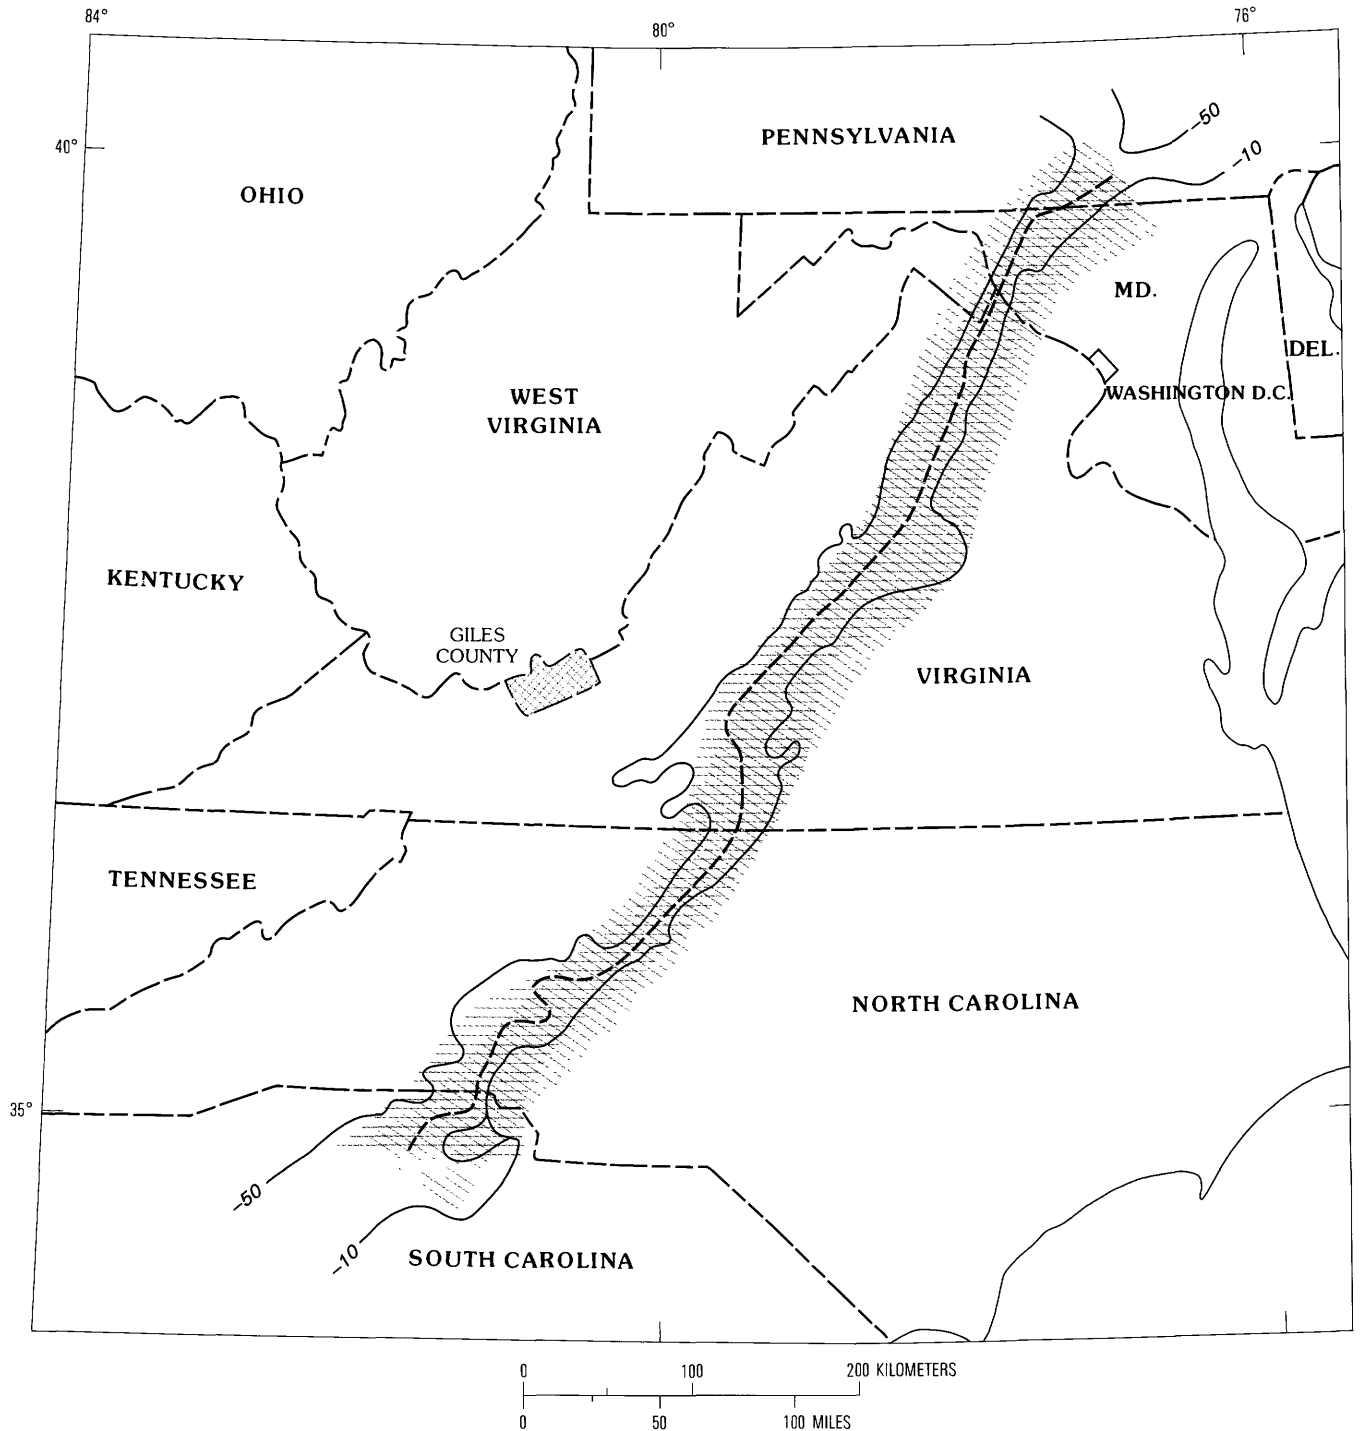 84°
80°
76°
40°
PENNSYLVANIA
–50
–10
OHIO
MD.
DEL.
WASHINGTON D.C.
WEST
VIRGINIA
KENTUCKY
GILES
COUNTY
VIRGINIA
TENNESSEE
NORTH CAROLINA
35°
–50
–10
SOUTH CAROLINA
0 100 200 KILOMETERS
0 50 100 MILES